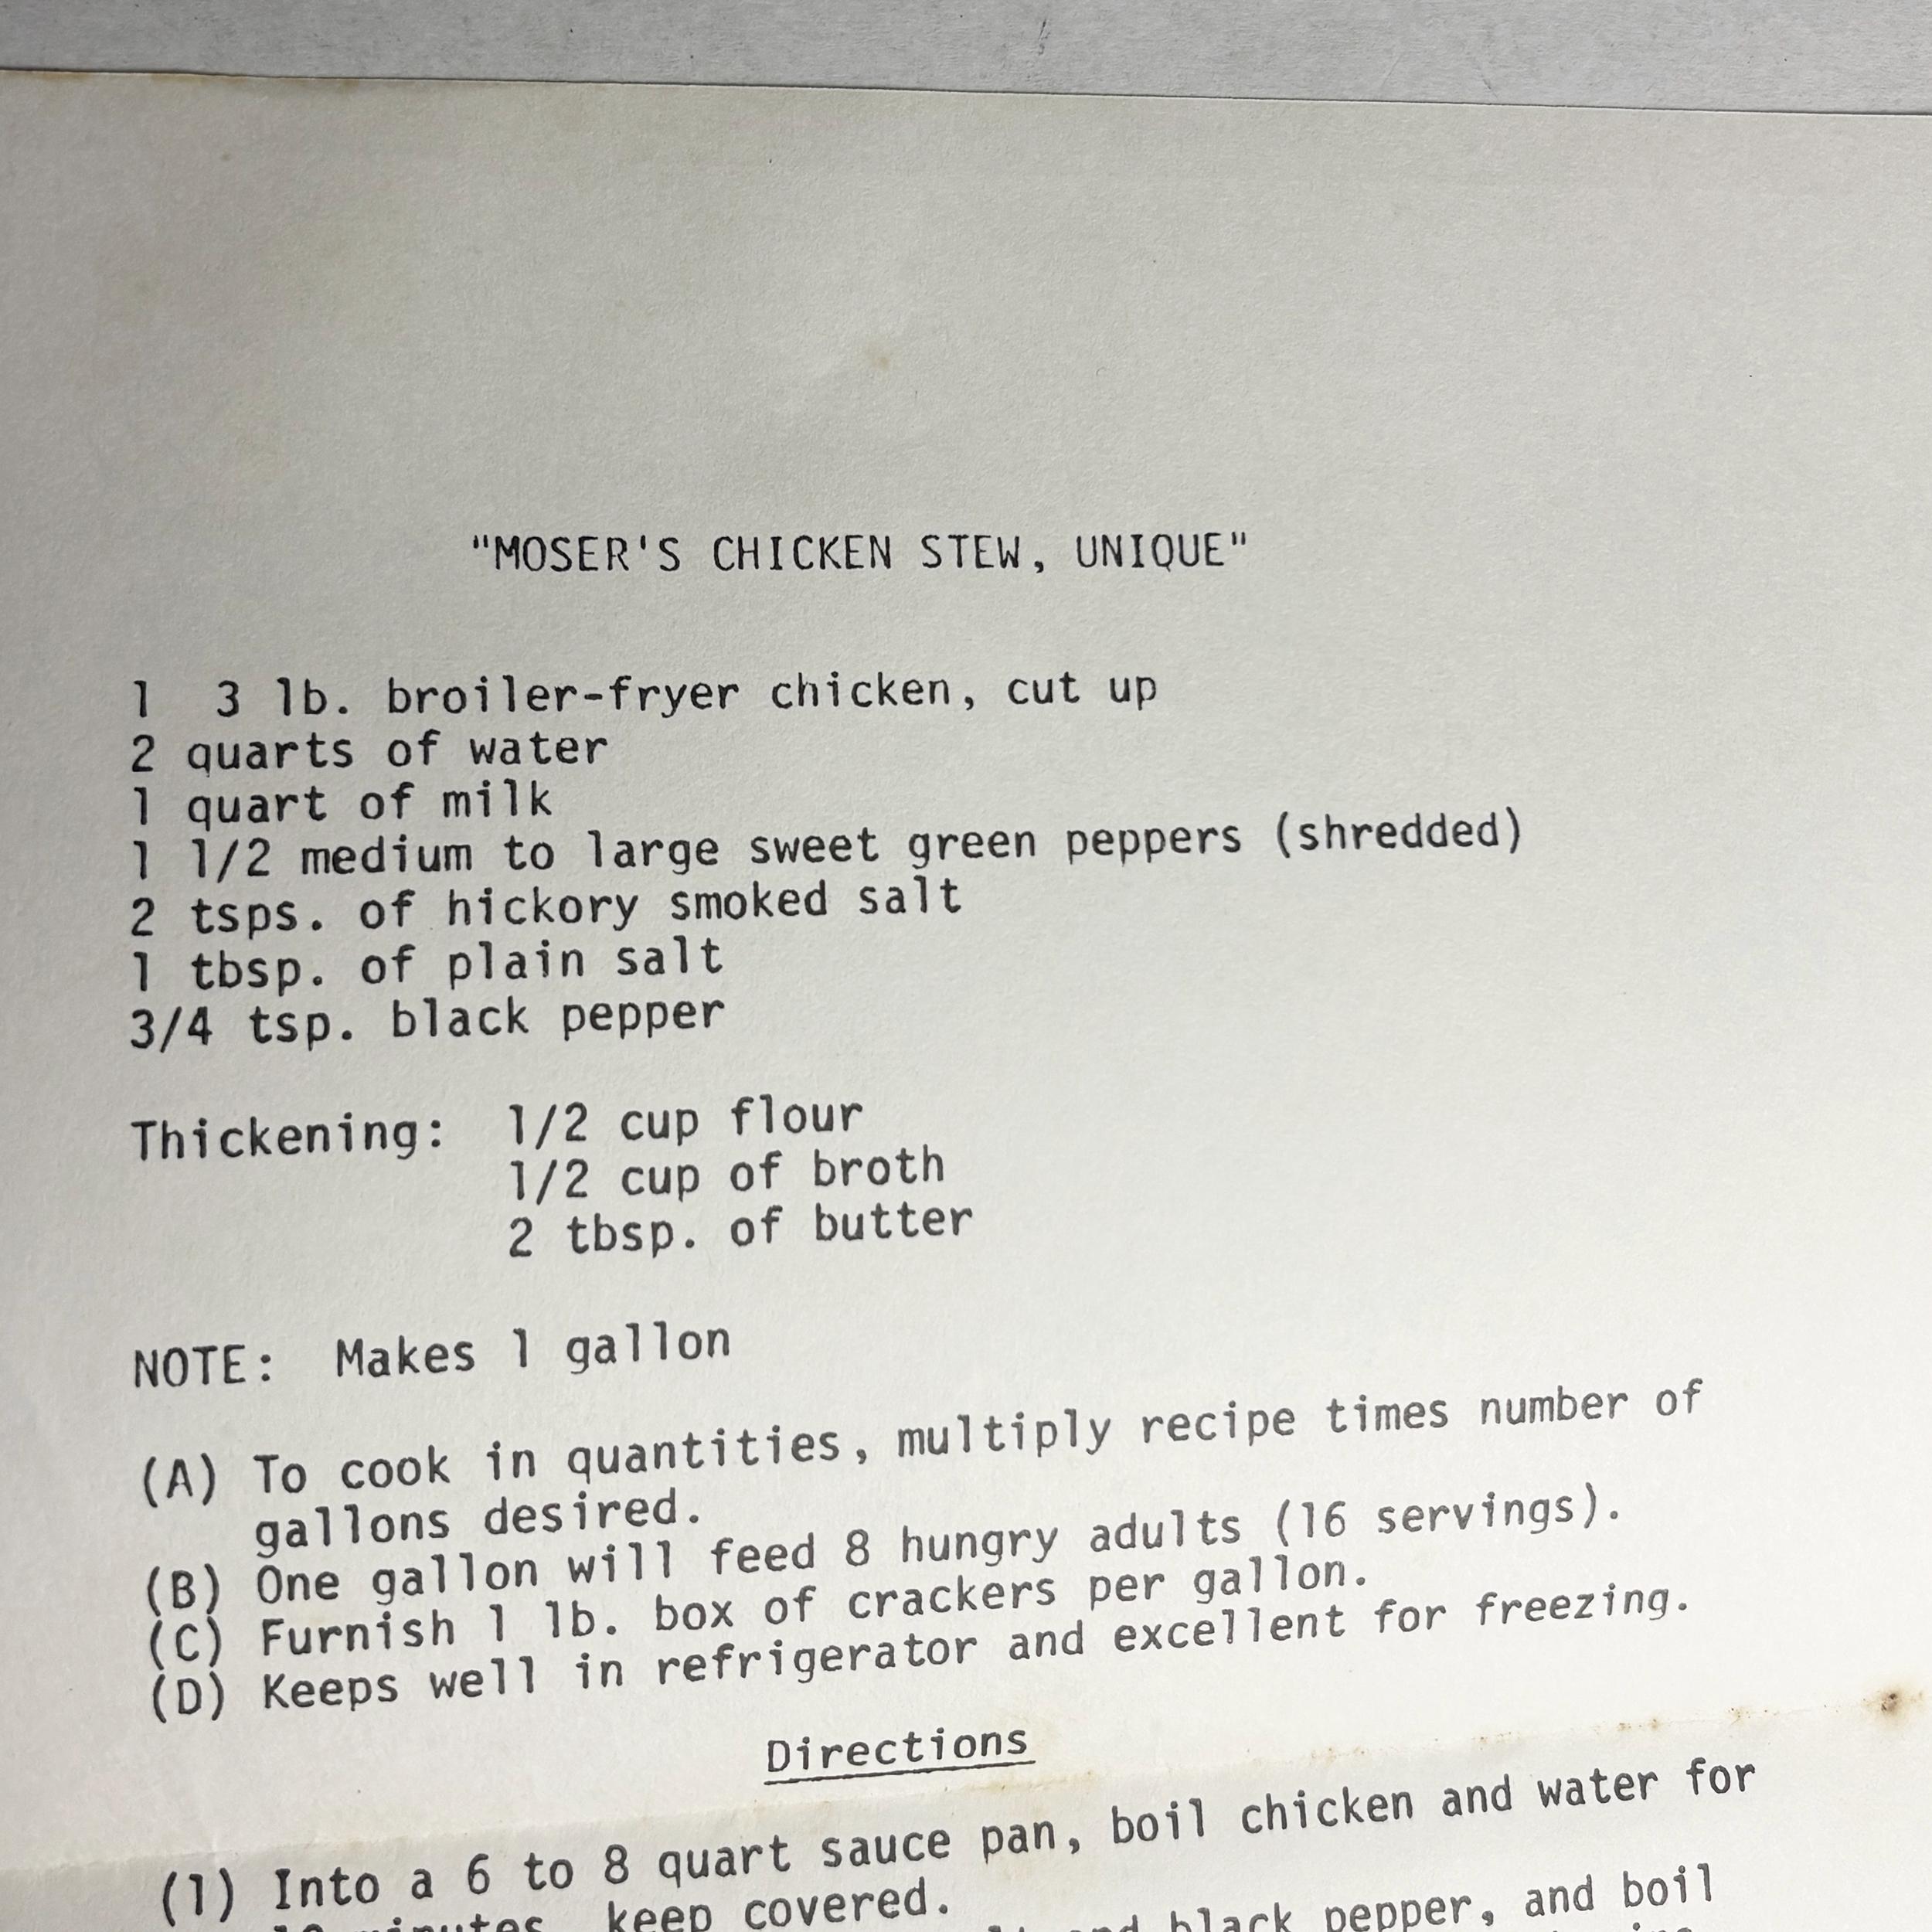 "MOSER'S CHICKEN STEW, UNIQUE"
1  3 lb. broiler-fryer chicken, cut up
2 quarts of water
1 quart of milk
1 1/2 medium to large sweet green peppers (shredded)
2 tsps. of hickory smoked salt
1 tbsp. of plain salt
3/4 tsp. black pepper
Thickening:  1/2 cup flour
1/2 cup of broth
2 tbsp. of butter
NOTE:  Makes 1 gallon
(A) To cook in quantities, multiply recipe times number of
gallons desired.
(B) One gallon will feed 8 hungry adults (16 servings).
(C) Furnish 1 lb. box of crackers per gallon.
(D) Keeps well in refrigerator and excellent for freezing.
Directions
(1) Into a 6 to 8 quart sauce pan, boil chicken and water for
minutes, keep covered.
and black pepper, and boil